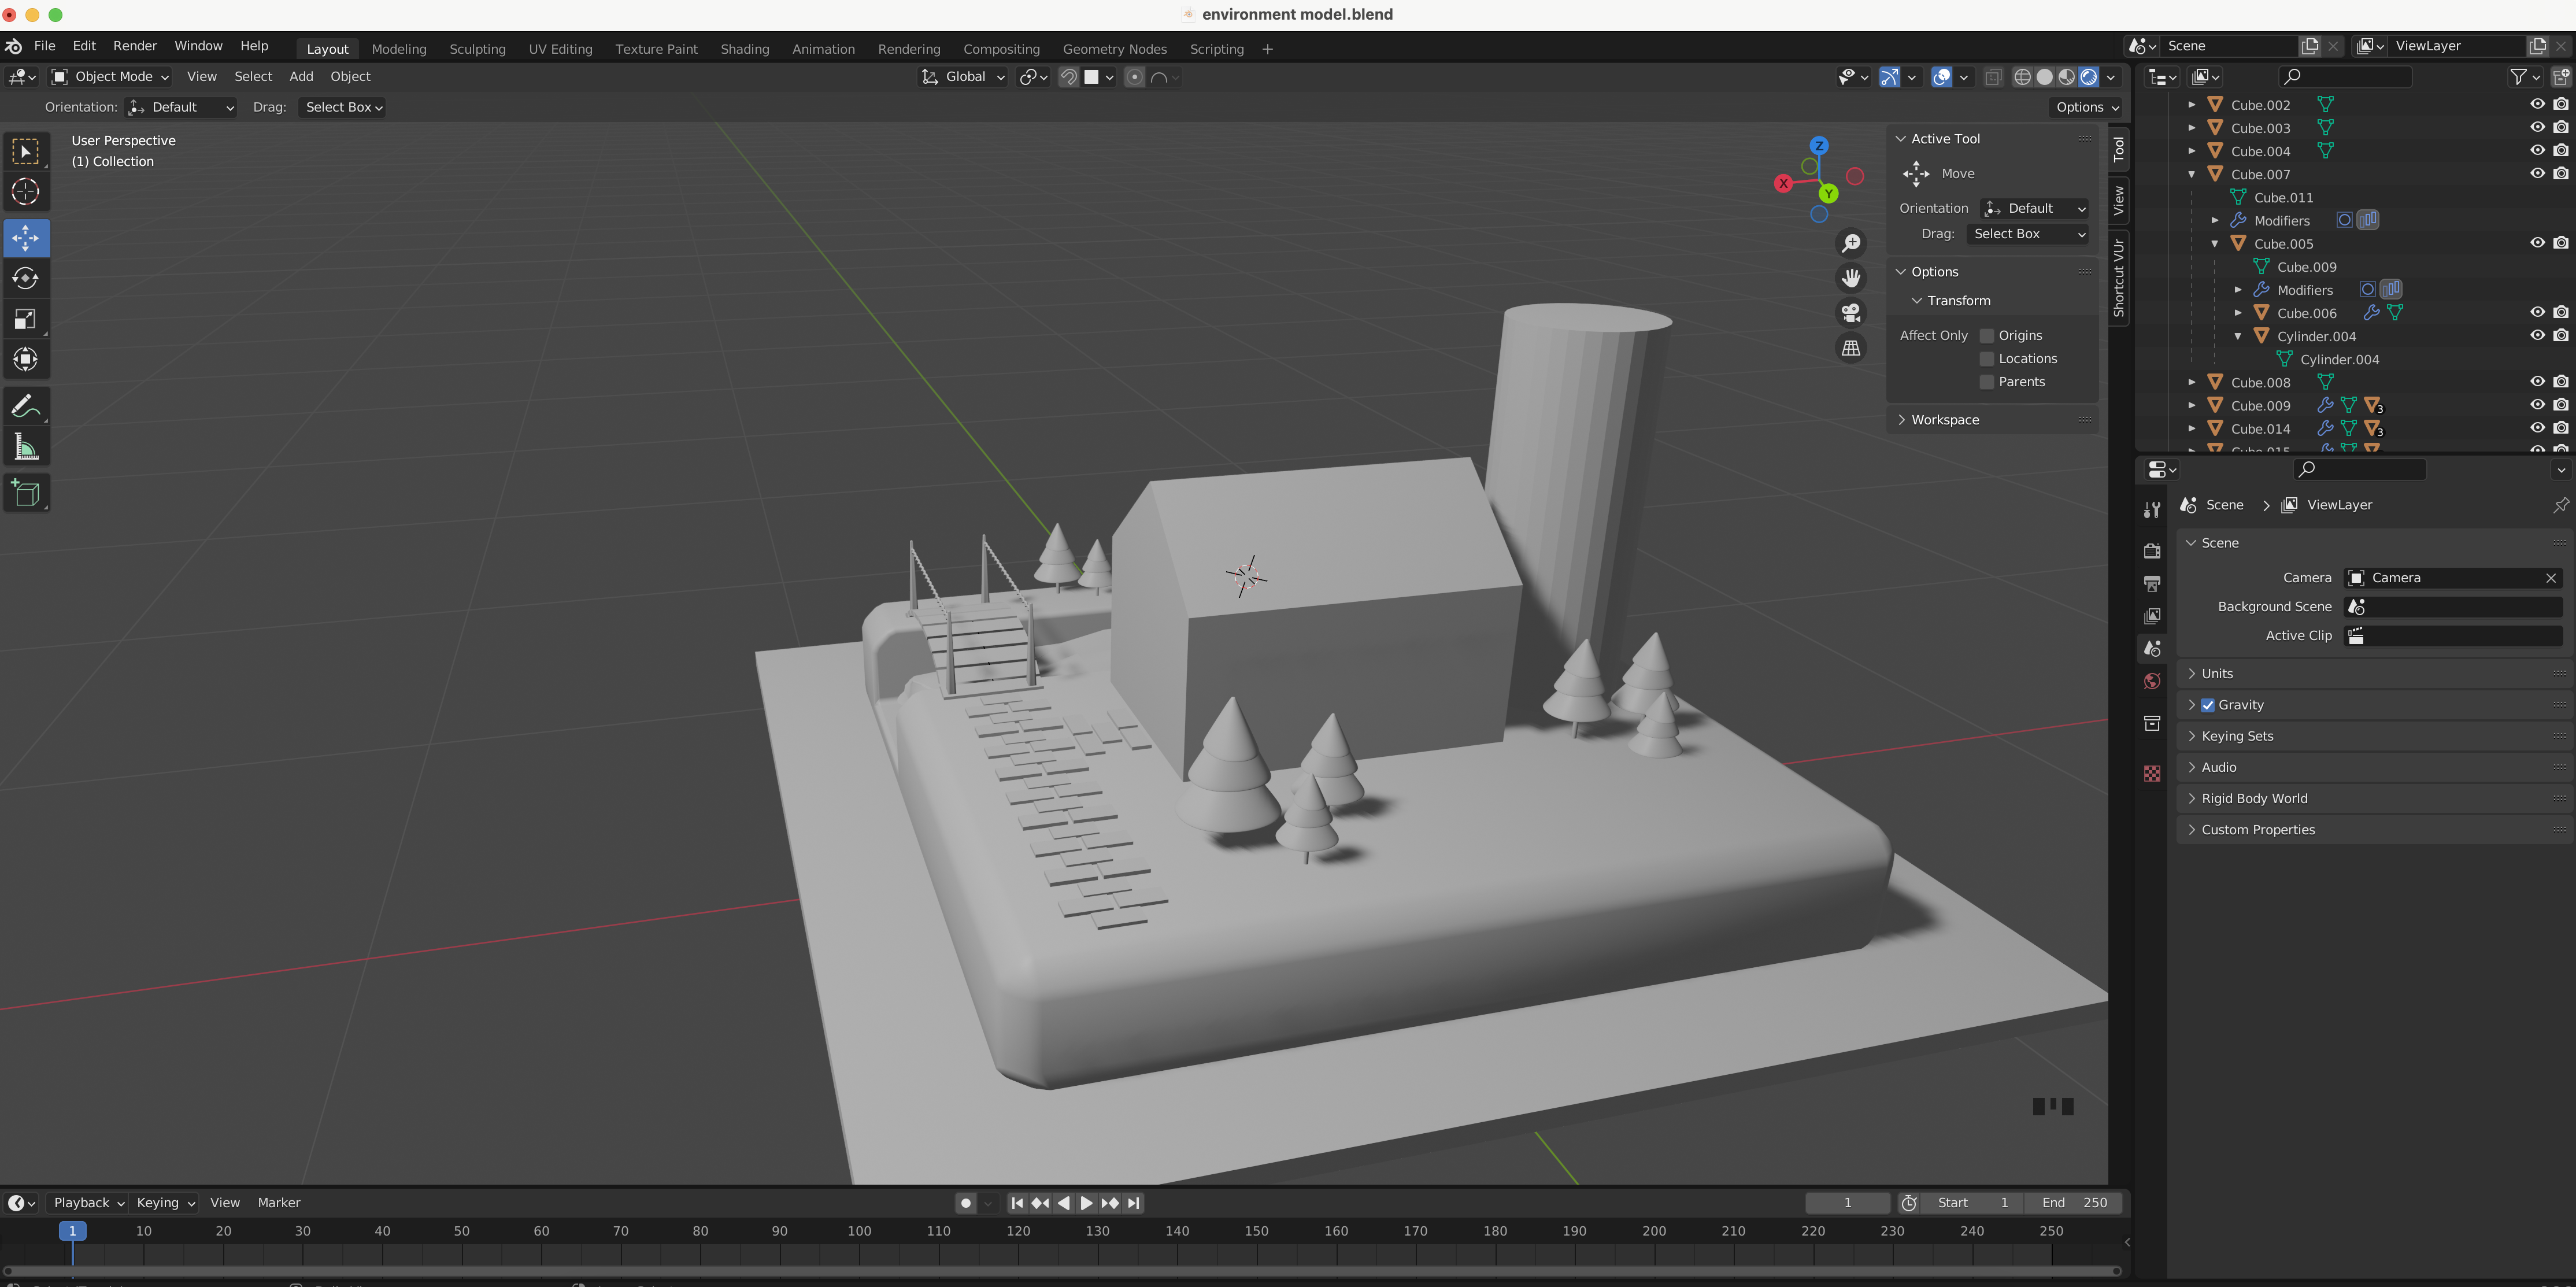 environment model.blend
File Edit Render Window Help Layout Modeling Sculpting UV Editing Texture Paint Shading Animation Rendering Compositing Geometry Nodes Scripting + Scene ViewLayer
Object Mode View Select Add Object Global
Orientation: Default Drag: Select Box Options
User Perspective
(1) Collection
Z
X
Y
Active Tool
Move
Orientation Default
Drag: Select Box
Options
Transform
Affect Only Origins
Locations
Parents
Workspace
Tool
View
Shortcut VUr
Cube.002
Cube.003
Cube.004
Cube.007
Cube.011
Modifiers
Cube.005
Cube.009
Modifiers
Cube.006
Cylinder.004
Cylinder.004
Cube.008
Cube.009 3
Cube.014 3
Cube.015
Scene ViewLayer
Scene
Camera Camera
Background Scene
Active Clip
Units
Gravity
Keying Sets
Audio
Rigid Body World
Custom Properties
Playback Keying View Marker 1 Start 1 End 250
1 10 20 30 40 50 60 70 80 90 100 110 120 130 140 150 160 170 180 190 200 210 220 230 240 250